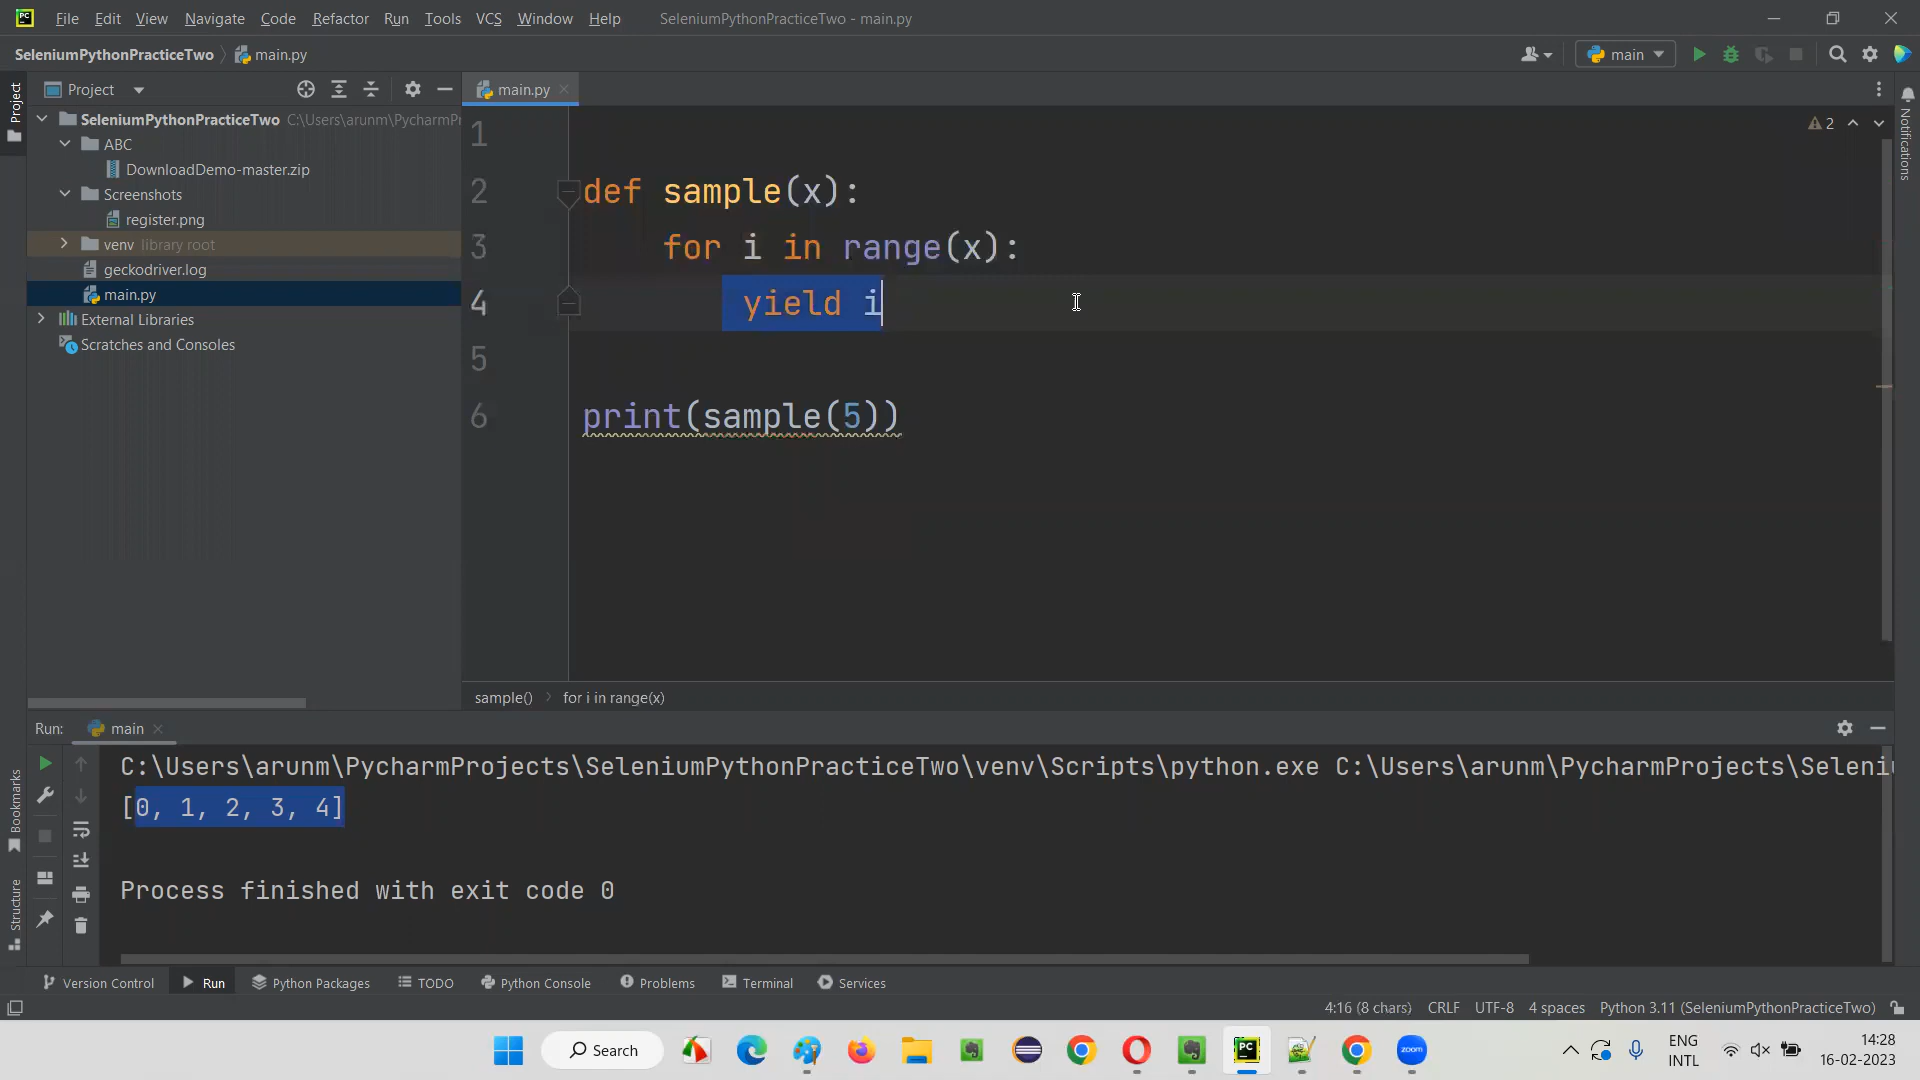 PC File Edit View Navigate Code Refactor Run Tools VCS Window Help SeleniumPythonPracticeTwo - main.py
SeleniumPythonPracticeTwo main.py main
Project Project main.py Notifications
SeleniumPythonPracticeTwo C:\Users\arunm\PycharmPr
ABC
DownloadDemo-master.zip
Screenshots
register.png
venv library root
geckodriver.log
main.py
External Libraries
Scratches and Consoles
2
1
2 def sample(x):
3 for i in range(x):
4 yield i
5
6 print(sample(5))
sample() for i in range(x)
Run: main
C:\Users\arunm\PycharmProjects\SeleniumPythonPracticeTwo\venv\Scripts\python.exe C:\Users\arunm\PycharmProjects\Seleni
[0, 1, 2, 3, 4]
Process finished with exit code 0
Bookmarks
Structure
Version Control Run Python Packages TODO Python Console Problems Terminal Services
4:16 (8 chars) CRLF UTF-8 4 spaces Python 3.11 (SeleniumPythonPracticeTwo)
Search PC zoom ENG 14:28
INTL 16-02-2023